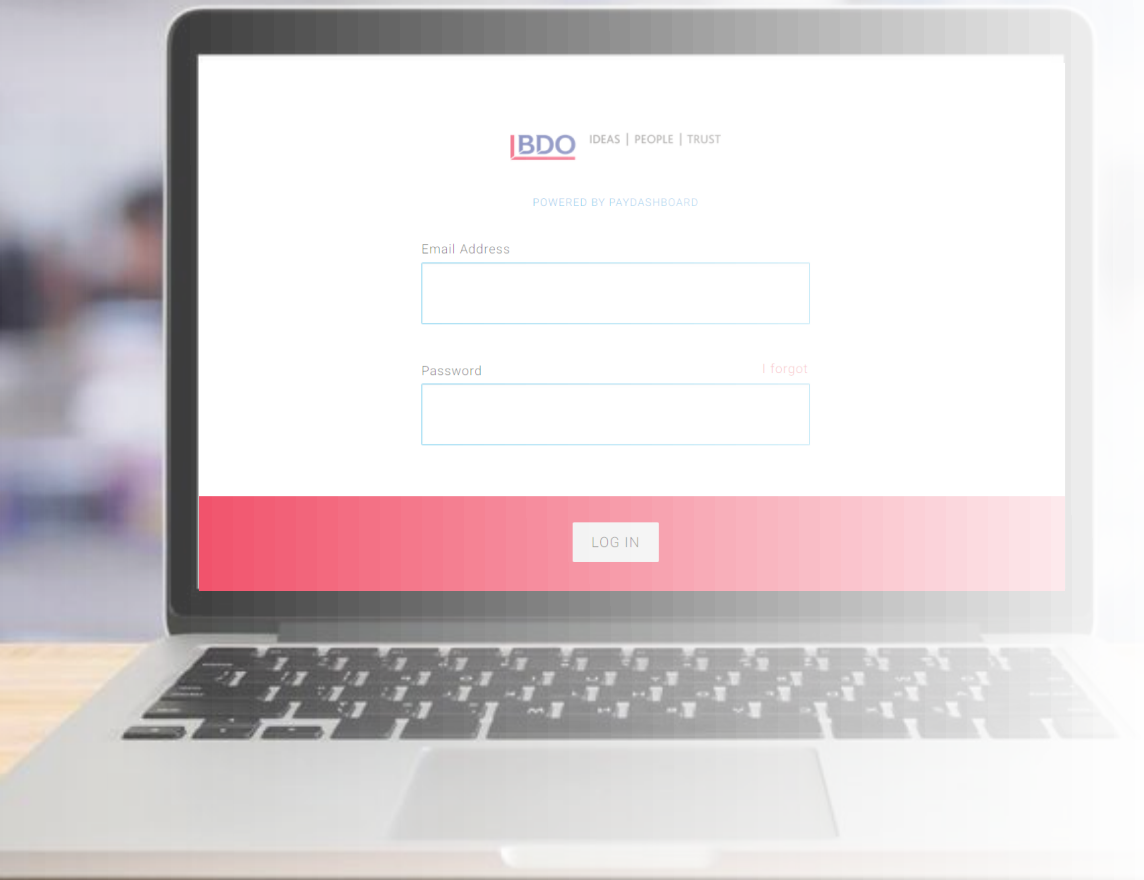 BDO IDEAS | PEOPLE | TRUST
POWERED BY PAYDASHBOARD
Email Address
Password I forgot
LOG IN